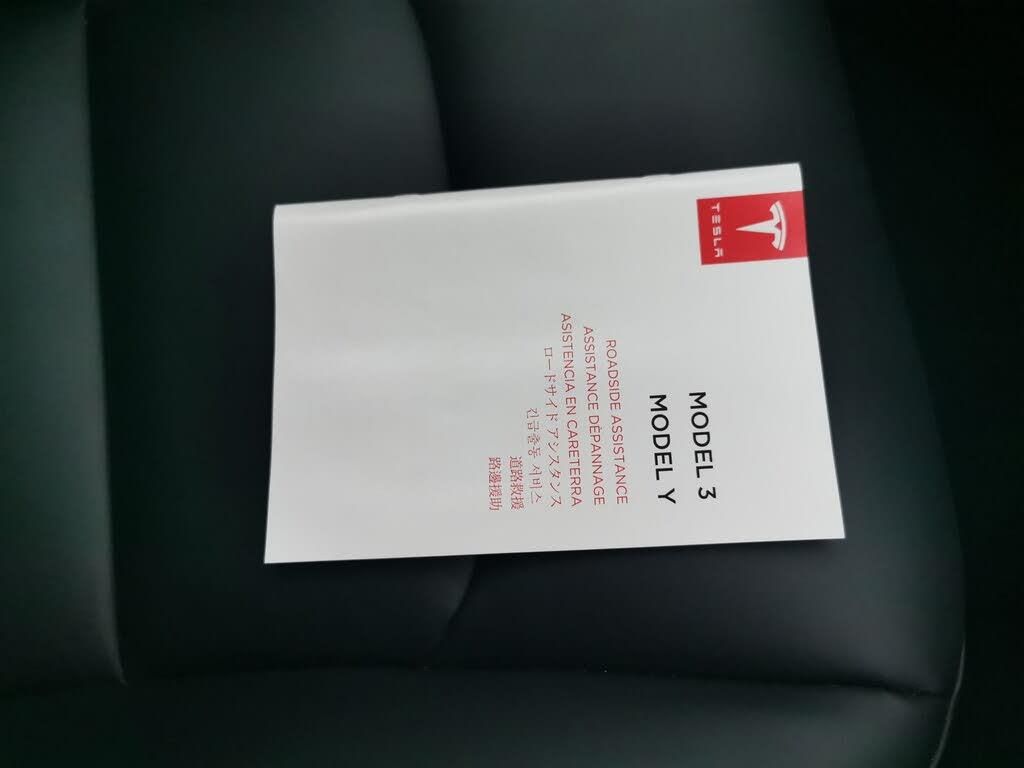 TESLA
MODEL 3
MODEL Y
ROADSIDE ASSISTANCE
ASSISTANCE DÉPANNAGE
ASISTENCIA EN CARETERRA
ロードサイド アシスタンス
긴급출동 서비스
道路救援
路邊援助